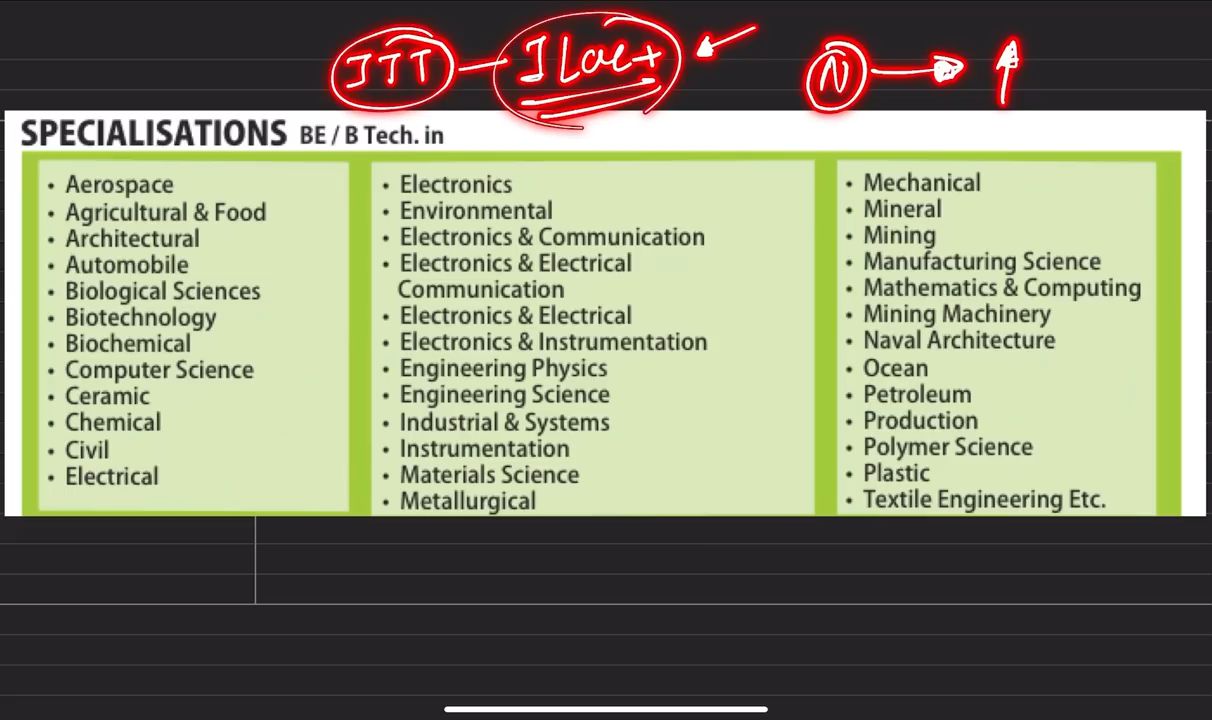 IIT - 1 Lac+ N
SPECIALISATIONS BE / B Tech. in
• Aerospace
• Agricultural & Food
• Architectural
• Automobile
• Biological Sciences
• Biotechnology
• Biochemical
• Computer Science
• Ceramic
• Chemical
• Civil
• Electrical
• Electronics
• Environmental
• Electronics & Communication
• Electronics & Electrical
Communication
• Electronics & Electrical
• Electronics & Instrumentation
• Engineering Physics
• Engineering Science
• Industrial & Systems
• Instrumentation
• Materials Science
• Metallurgical
• Mechanical
• Mineral
• Mining
• Manufacturing Science
• Mathematics & Computing
• Mining Machinery
• Naval Architecture
• Ocean
• Petroleum
• Production
• Polymer Science
• Plastic
• Textile Engineering Etc.